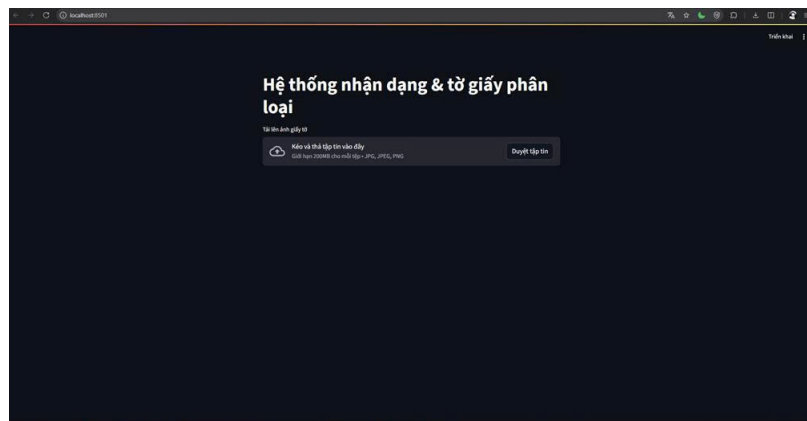 localhost:8501
Triển khai
Hệ thống nhận dạng & tờ giấy phân
loại
Tải lên ảnh giấy tờ
Kéo và thả tập tin vào đây
Giới hạn 200MB cho mỗi tệp • JPG, JPEG, PNG
Duyệt tập tin